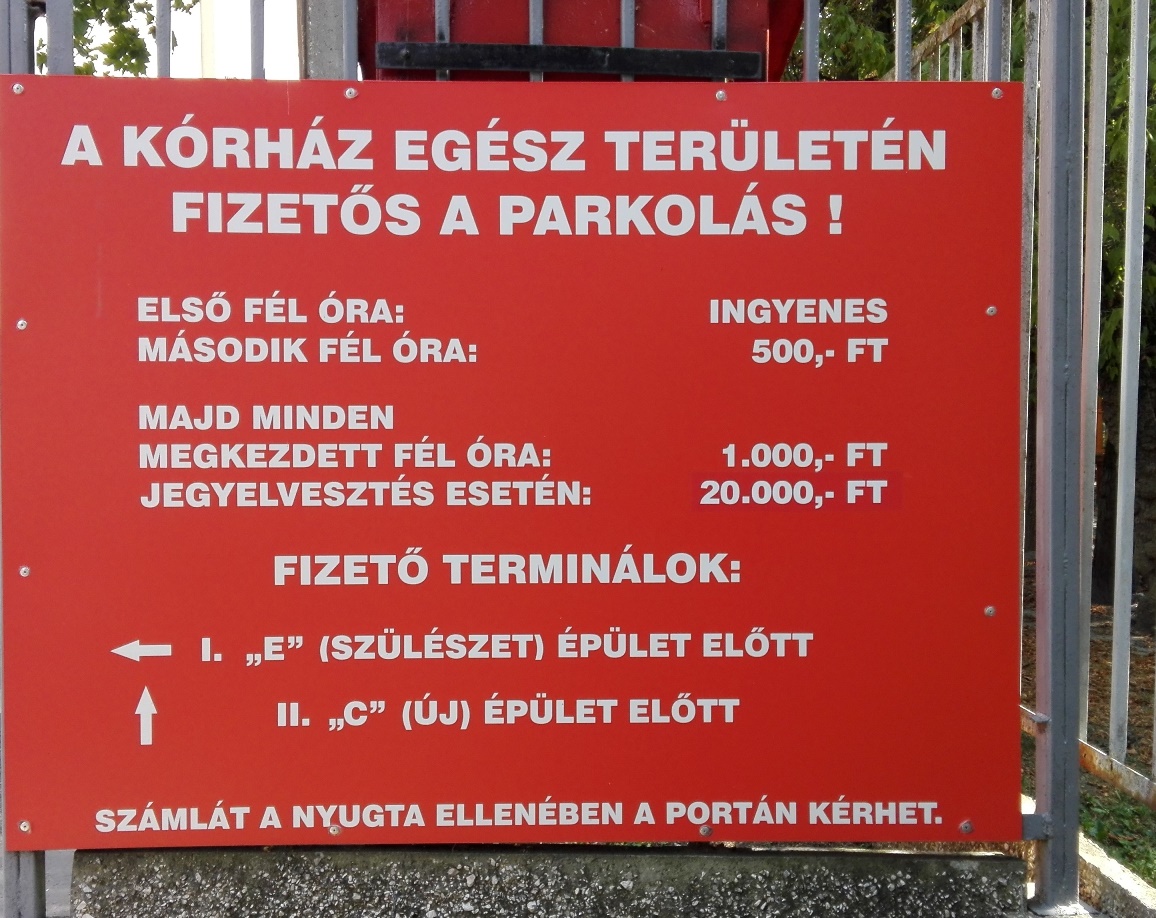 A KÓRHÁZ EGÉSZ TERÜLETÉN
FIZETŐS A PARKOLÁS !
ELSŐ FÉL ÓRA: INGYENES
MÁSODIK FÉL ÓRA: 500,- FT
MAJD MINDEN
MEGKEZDETT FÉL ÓRA: 1.000,- FT
JEGYELVESZTÉS ESETÉN: 20.000,- FT
FIZETŐ TERMINÁLOK:
I. „E” (SZÜLÉSZET) ÉPÜLET ELŐTT
II. „C” (ÚJ) ÉPÜLET ELŐTT
SZÁMLÁT A NYUGTA ELLENÉBEN A PORTÁN KÉRHET.